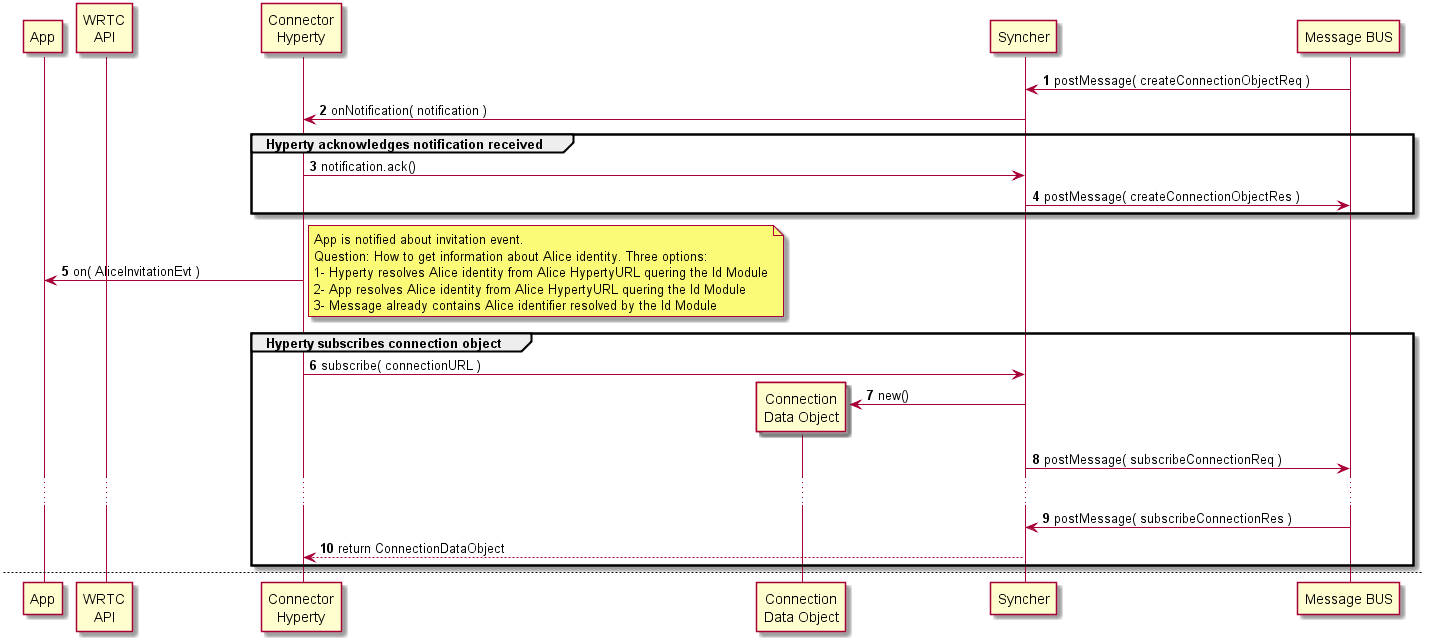 App
WRTC
API
Connector
Hyperty
Syncher
Message BUS
1 postMessage( createConnectionObjectReq )
2 onNotification( notification )
Hyperty acknowledges notification received
3 notification.ack()
4 postMessage( createConnectionObjectRes )
App is notified about invitation event.
Question: How to get information about Alice identity. Three options:
1- Hyperty resolves Alice identity from Alice HypertyURL quering the Id Module
2- App resolves Alice identity from Alice HypertyURL quering the Id Module
3- Message already contains Alice identifier resolved by the Id Module
5 on( AliceInvitationEvt )
Hyperty subscribes connection object
6 subscribe( connectionURL )
7 new()
Connection
Data Object
8 postMessage( subscribeConnectionReq )
9 postMessage( subscribeConnectionRes )
10 return ConnectionDataObject
App
WRTC
API
Connector
Hyperty
Connection
Data Object
Syncher
Message BUS